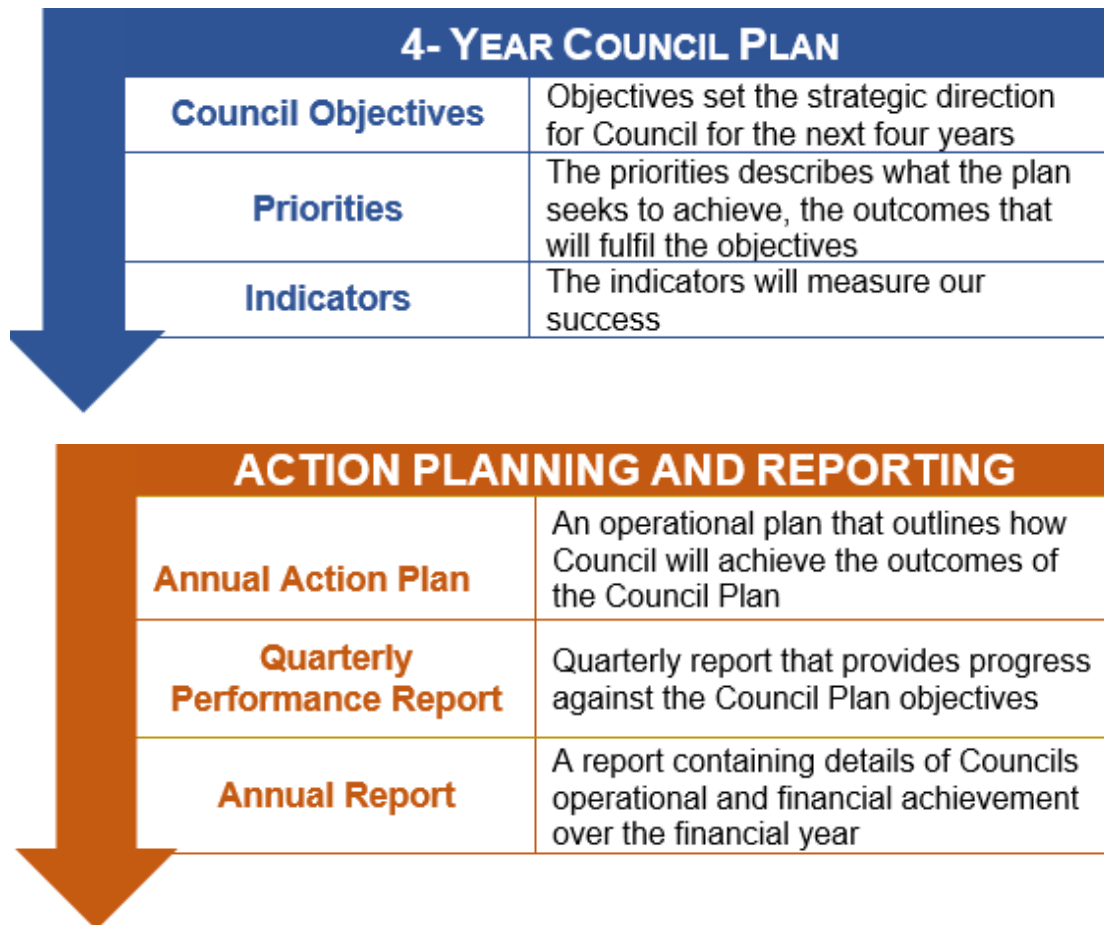 4- YEAR COUNCIL PLAN
Council Objectives
Objectives set the strategic direction
for Council for the next four years
Priorities
The priorities describes what the plan
seeks to achieve, the outcomes that
will fulfil the objectives
Indicators
The indicators will measure our
success
ACTION PLANNING AND REPORTING
Annual Action Plan
An operational plan that outlines how
Council will achieve the outcomes of
the Council Plan
Quarterly
Performance Report
Quarterly report that provides progress
against the Council Plan objectives
Annual Report
A report containing details of Councils
operational and financial achievement
over the financial year